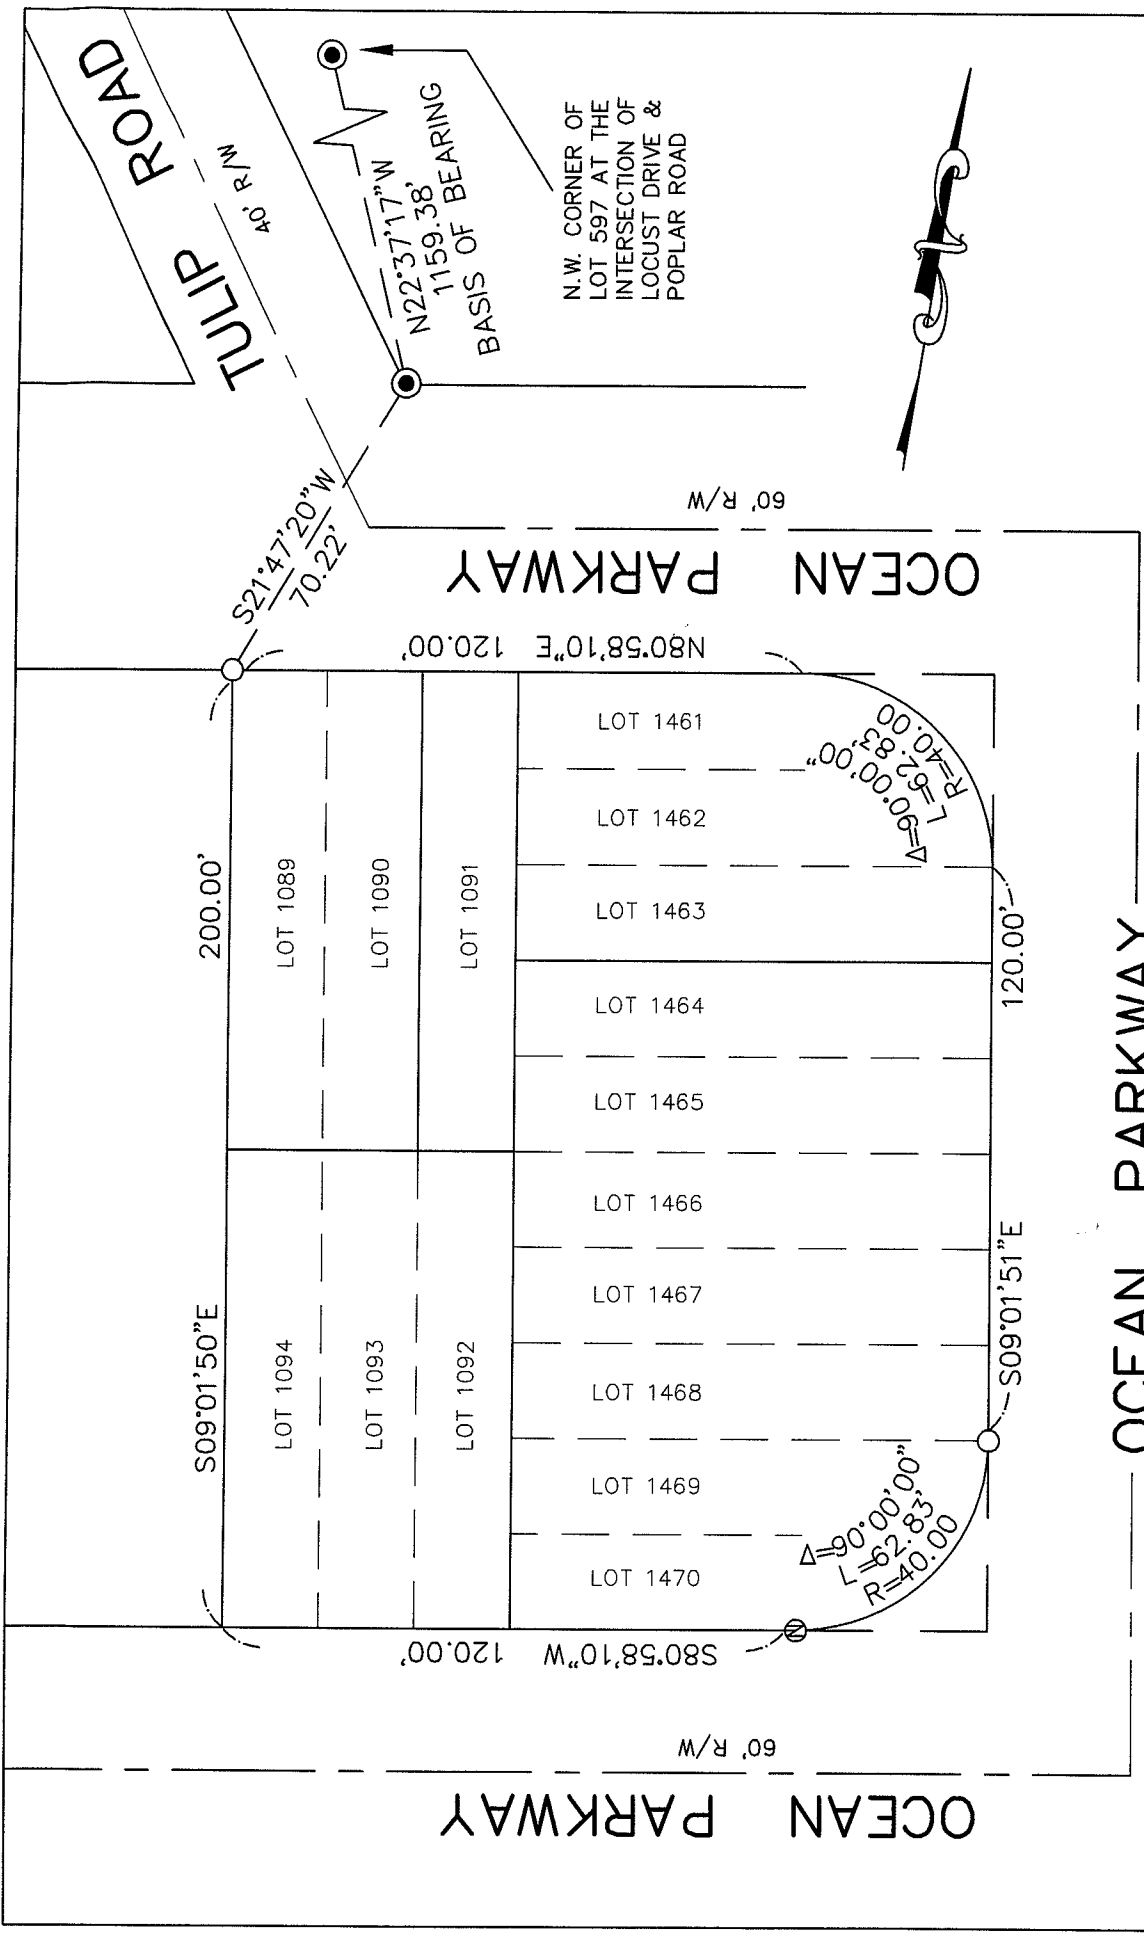 TULIP ROAD
40' R/W
N22°37'17"W
1159.38'
BASIS OF BEARING
N.W. CORNER OF
LOT 597 AT THE
INTERSECTION OF
LOCUST DRIVE &
POPLAR ROAD
S21°47'20"W
70.22'
60' R/W
OCEAN PARKWAY
N80°58'10"E 120.00'
S09°01'50"E
200.00'
LOT 1089
LOT 1090
LOT 1091
LOT 1094
LOT 1093
LOT 1092
LOT 1461
LOT 1462
LOT 1463
LOT 1464
LOT 1465
LOT 1466
LOT 1467
LOT 1468
LOT 1469
LOT 1470
Δ=90°00'00"
L=62.83'
R=40.00
S09°01'51"E
120.00'
Δ=90°00'00"
L=62.83'
R=40.00
N
S80°58'10"W 120.00'
60' R/W
OCEAN PARKWAY
OCEAN PARKWAY